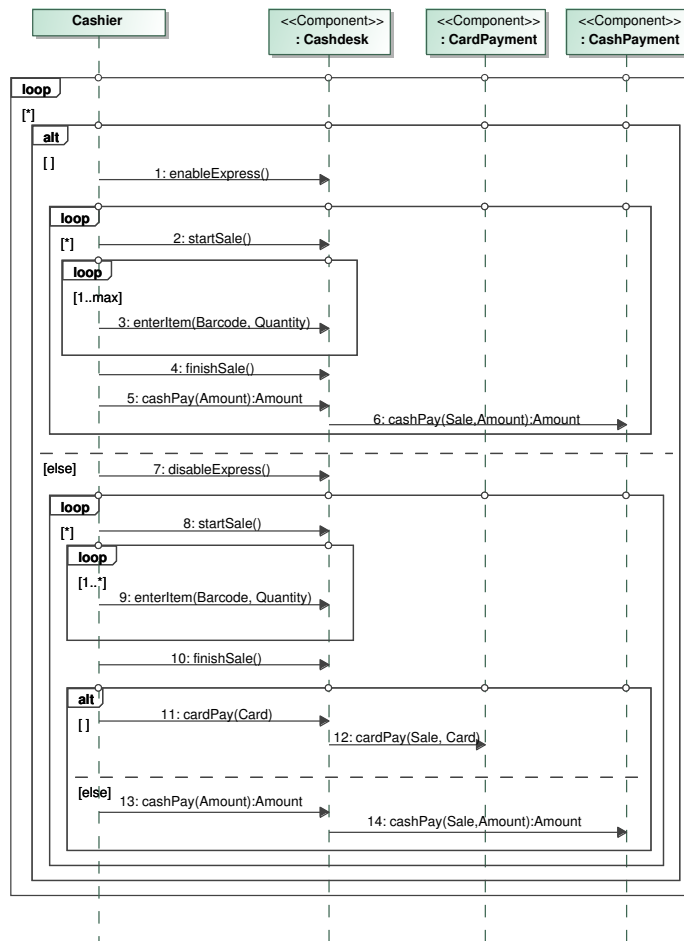 Cashier
<<Component>>
: Cashdesk
<<Component>>
: CardPayment
<<Component>>
: CashPayment
loop
[*]
alt
[ ]
1: enableExpress()
loop
[*]
2: startSale()
loop
[1..max]
3: enterItem(Barcode, Quantity)
4: finishSale()
5: cashPay(Amount):Amount
6: cashPay(Sale,Amount):Amount
[else]
7: disableExpress()
loop
[*]
8: startSale()
loop
[1..*]
9: enterItem(Barcode, Quantity)
10: finishSale()
alt
[ ]
11: cardPay(Card)
12: cardPay(Sale, Card)
[else]
13: cashPay(Amount):Amount
14: cashPay(Sale,Amount):Amount